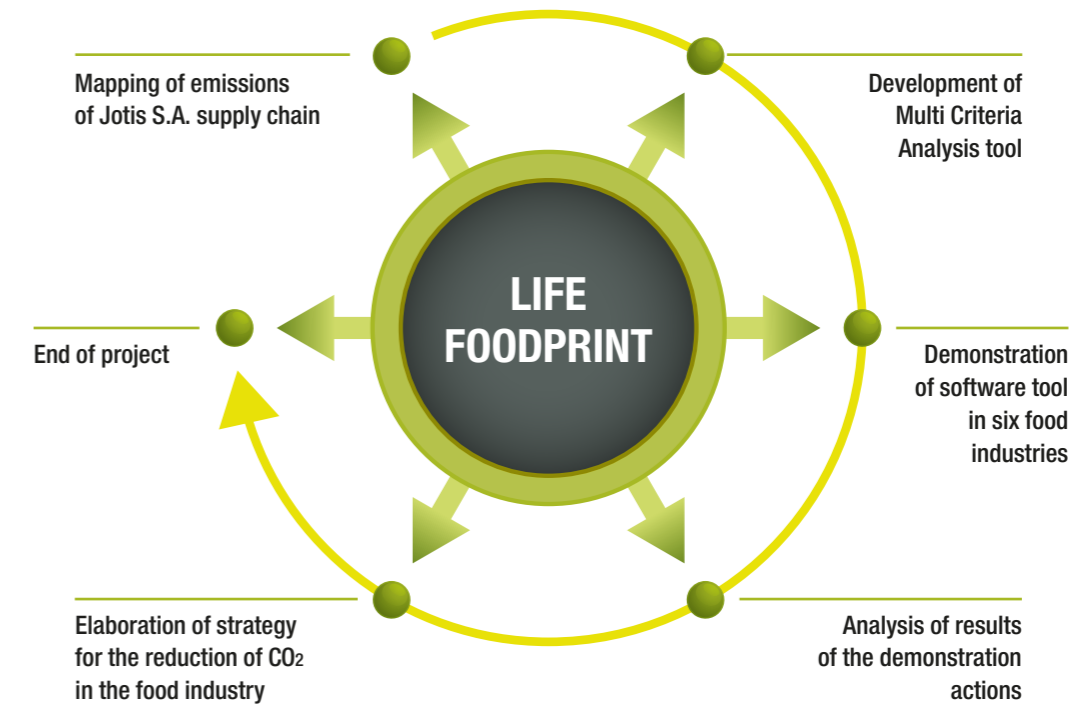 Mapping of emissions
of Jotis S.A. supply chain
Development of
Multi Criteria
Analysis tool
LIFE
FOODPRINT
End of project
Demonstration
of software tool
in six food
industries
Elaboration of strategy
for the reduction of CO2
in the food industry
Analysis of results
of the demonstration
actions